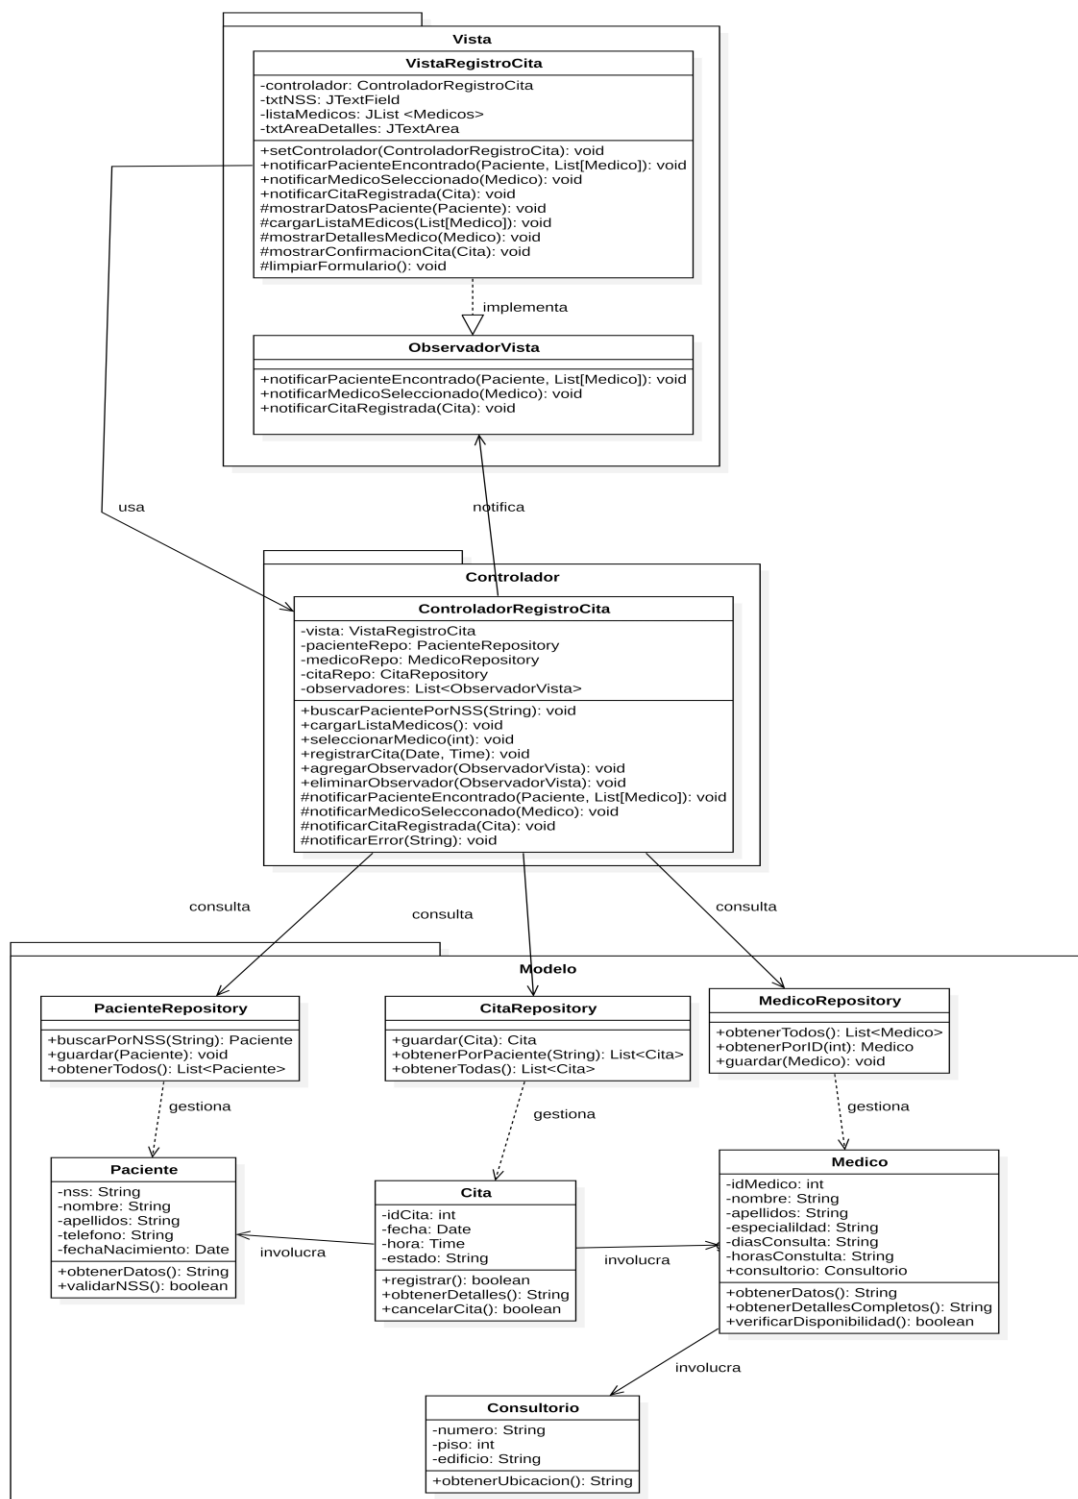 Vista
VistaRegistroCita
-controlador: ControladorRegistroCita
-txtNSS: JTextField
-listaMedicos: JList <Medicos>
-txtAreaDetalles: JTextArea
+setControlador(ControladorRegistroCita): void
+notificarPacienteEncontrado(Paciente, List[Medico]): void
+notificarMedicoSeleccionado(Medico): void
+notificarCitaRegistrada(Cita): void
#mostrarDatosPaciente(Paciente): void
#cargarListaMEdicos(List[Medico]): void
#mostrarDetallesMedico(Medico): void
#mostrarConfirmacionCita(Cita): void
#limpiarFormulario(): void
implementa
ObservadorVista
+notificarPacienteEncontrado(Paciente, List[Medico]): void
+notificarMedicoSeleccionado(Medico): void
+notificarCitaRegistrada(Cita): void
usa
notifica
Controlador
ControladorRegistroCita
-vista: VistaRegistroCita
-pacienteRepo: PacienteRepository
-medicoRepo: MedicoRepository
-citaRepo: CitaRepository
-observadores: List<ObservadorVista>
+buscarPacientePorNSS(String): void
+cargarListaMedicos(): void
+seleccionarMedico(int): void
+registrarCita(Date, Time): void
+agregarObservador(ObservadorVista): void
+eliminarObservador(ObservadorVista): void
#notificarPacienteEncontrado(Paciente, List[Medico]): void
#notificarMedicoSelecconado(Medico): void
#notificarCitaRegistrada(Cita): void
#notificarError(String): void
consulta
consulta
consulta
Modelo
PacienteRepository
+buscarPorNSS(String): Paciente
+guardar(Paciente): void
+obtenerTodos(): List<Paciente>
CitaRepository
+guardar(Cita): Cita
+obtenerPorPaciente(String): List<Cita>
+obtenerTodas(): List<Cita>
MedicoRepository
+obtenerTodos(): List<Medico>
+obtenerPorID(int): Medico
+guardar(Medico): void
gestiona
gestiona
gestiona
Paciente
-nss: String
-nombre: String
-apellidos: String
-telefono: String
-fechaNacimiento: Date
+obtenerDatos(): String
+validarNSS(): boolean
involucra
Cita
-idCita: int
-fecha: Date
-hora: Time
-estado: String
+registrar(): boolean
+obtenerDetalles(): String
+cancelarCita(): boolean
involucra
Medico
-idMedico: int
-nombre: String
-apellidos: String
-especialildad: String
-diasConsulta: String
-horasConstulta: String
+consultorio: Consultorio
+obtenerDatos(): String
+obtenerDetallesCompletos(): String
+verificarDisponibilidad(): boolean
involucra
Consultorio
-numero: String
-piso: int
-edificio: String
+obtenerUbicacion(): String